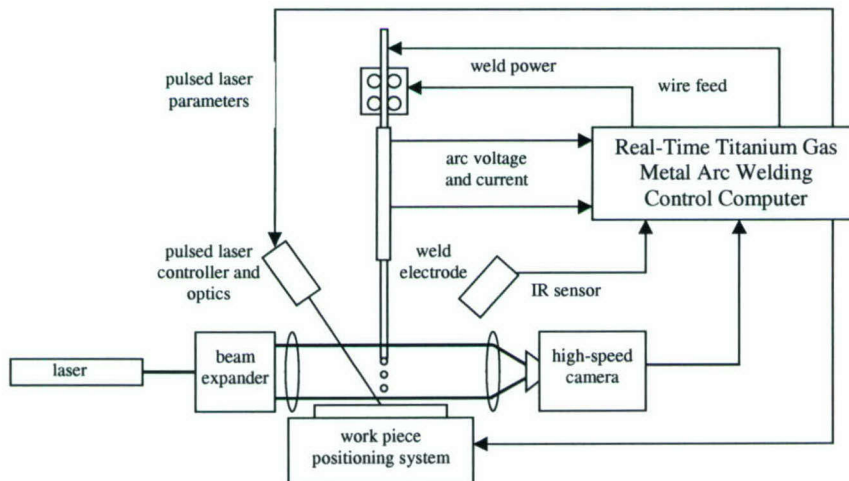 pulsed laser
parameters
weld power
wire feed
Real-Time Titanium Gas
Metal Arc Welding
Control Computer
arc voltage
and current
pulsed laser
controller and
optics
weld
electrode
IR sensor
laser
beam
expander
high-speed
camera
work piece
positioning system